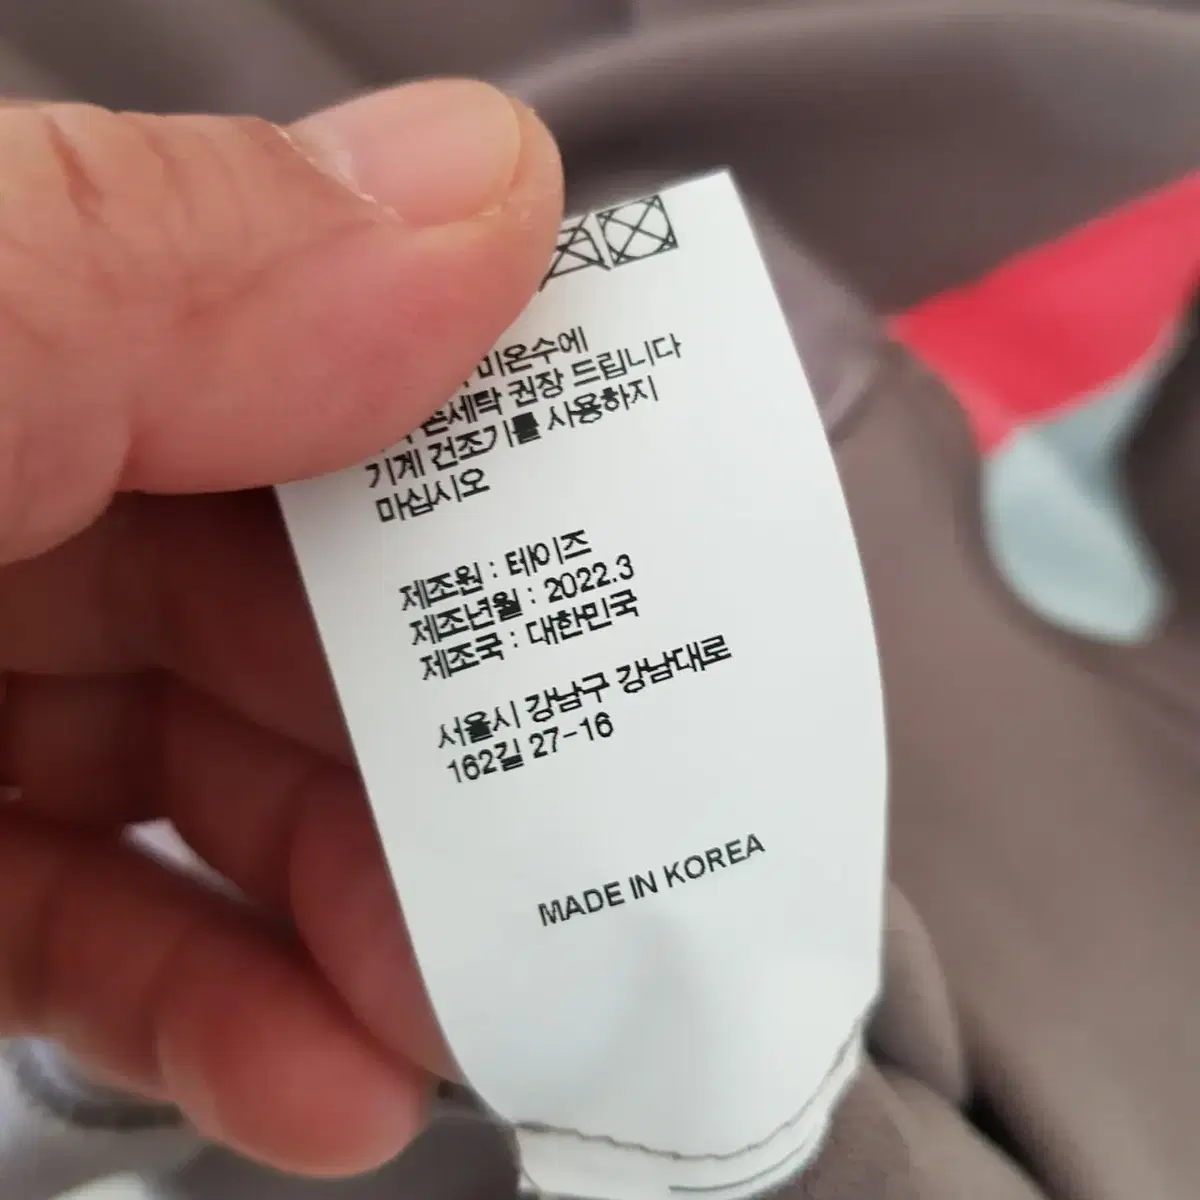 미온수에
손세탁 권장 드립니다
기계 건조기를 사용하지
마십시오
제조원 : 테이즈
제조년월 : 2022.3
제조국 : 대한민국
서울시 강남구 강남대로
162길 27-16
MADE IN KOREA